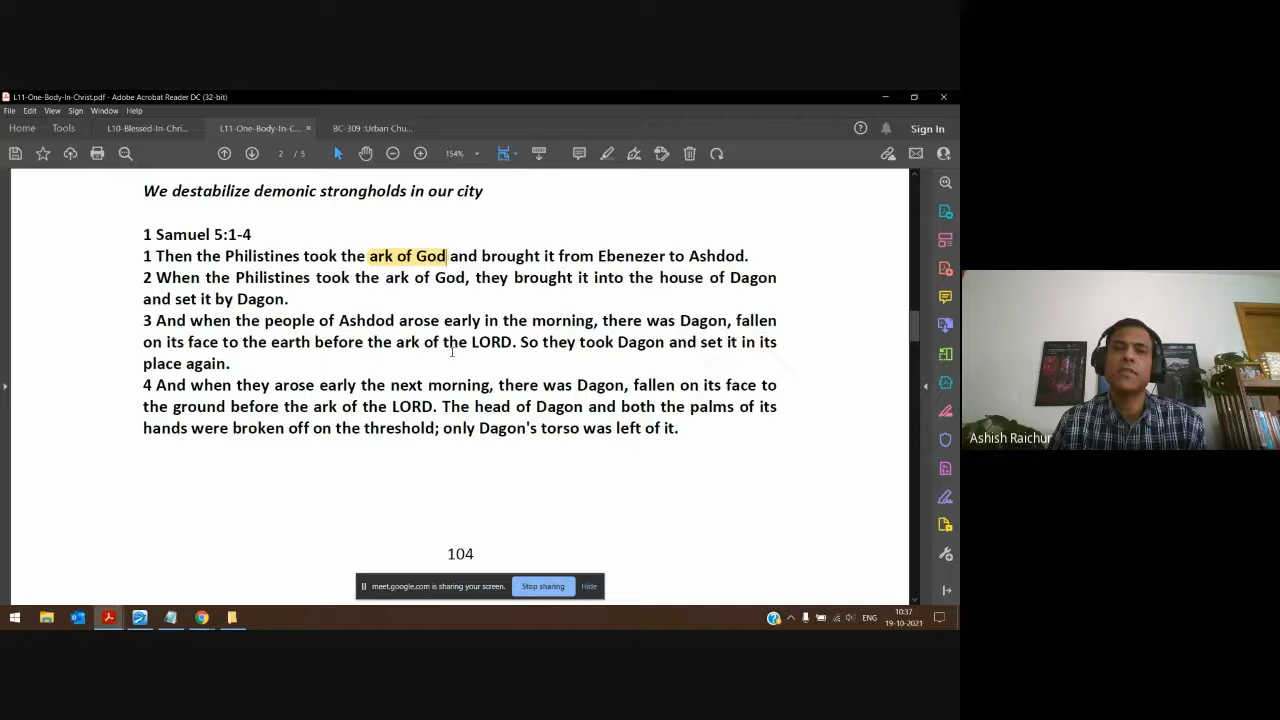 L11-One-Body-In-Christ.pdf - Adobe Acrobat Reader DC (32-bit)
File Edit View Sign Window Help
Home Tools L10-Blessed-In-Chri... L11-One-Body-In-C... × BC-309 :Urban Chu... Sign In
2 / 5 154%
We destabilize demonic strongholds in our city
1 Samuel 5:1-4
1 Then the Philistines took the ark of God and brought it from Ebenezer to Ashdod.
2 When the Philistines took the ark of God, they brought it into the house of Dagon
and set it by Dagon.
3 And when the people of Ashdod arose early in the morning, there was Dagon, fallen
on its face to the earth before the ark of the LORD. So they took Dagon and set it in its
place again.
4 And when they arose early the next morning, there was Dagon, fallen on its face to
the ground before the ark of the LORD. The head of Dagon and both the palms of its
hands were broken off on the threshold; only Dagon's torso was left of it.
104
meet.google.com is sharing your screen. Stop sharing Hide
ENG 10:37
19-10-2021
Ashish Raichur